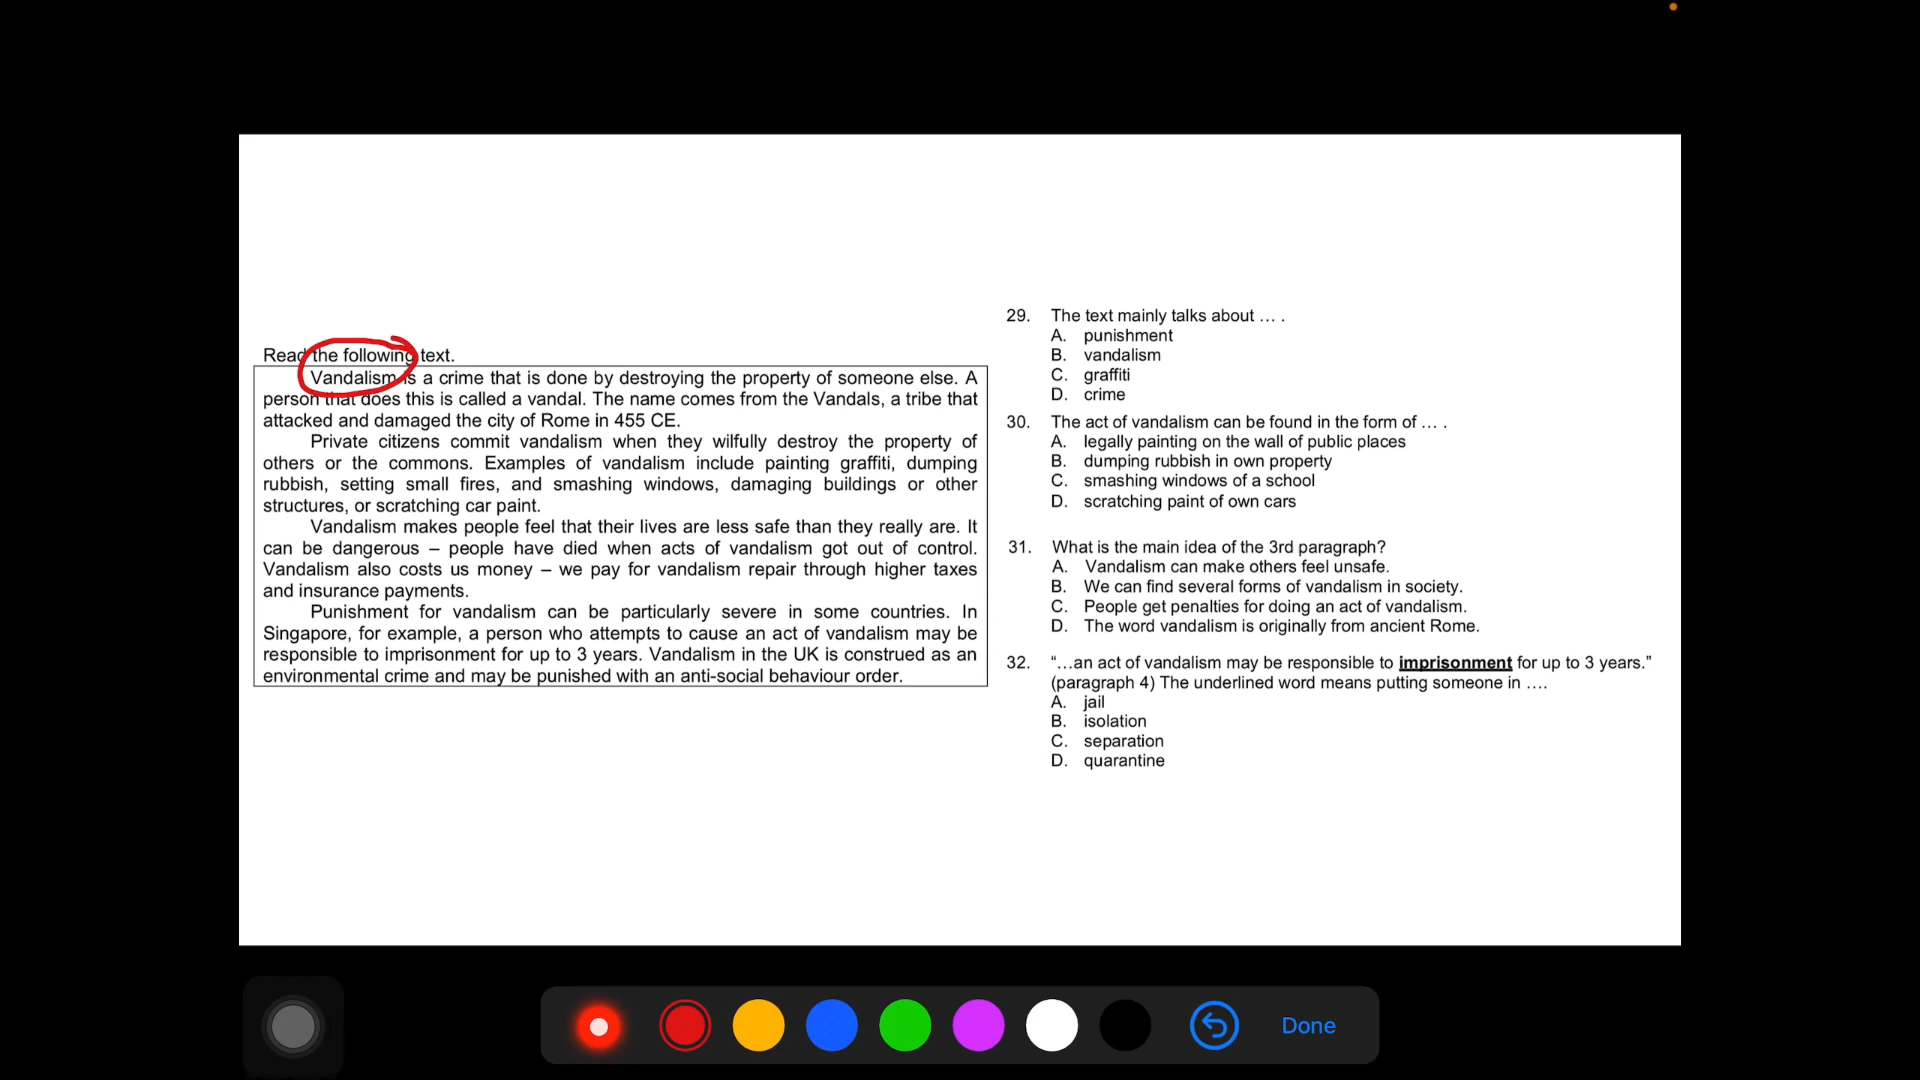 Read the following text.
Vandalism is a crime that is done by destroying the property of someone else. A
person that does this is called a vandal. The name comes from the Vandals, a tribe that
attacked and damaged the city of Rome in 455 CE.
Private citizens commit vandalism when they wilfully destroy the property of
others or the commons. Examples of vandalism include painting graffiti, dumping
rubbish, setting small fires, and smashing windows, damaging buildings or other
structures, or scratching car paint.
Vandalism makes people feel that their lives are less safe than they really are. It
can be dangerous – people have died when acts of vandalism got out of control.
Vandalism also costs us money – we pay for vandalism repair through higher taxes
and insurance payments.
Punishment for vandalism can be particularly severe in some countries. In
Singapore, for example, a person who attempts to cause an act of vandalism may be
responsible to imprisonment for up to 3 years. Vandalism in the UK is construed as an
environmental crime and may be punished with an anti-social behaviour order.
29. The text mainly talks about … .
A. punishment
B. vandalism
C. graffiti
D. crime
30. The act of vandalism can be found in the form of … .
A. legally painting on the wall of public places
B. dumping rubbish in own property
C. smashing windows of a school
D. scratching paint of own cars
31. What is the main idea of the 3rd paragraph?
A. Vandalism can make others feel unsafe.
B. We can find several forms of vandalism in society.
C. People get penalties for doing an act of vandalism.
D. The word vandalism is originally from ancient Rome.
32. “…an act of vandalism may be responsible to imprisonment for up to 3 years.”
(paragraph 4) The underlined word means putting someone in ….
A. jail
B. isolation
C. separation
D. quarantine
Done